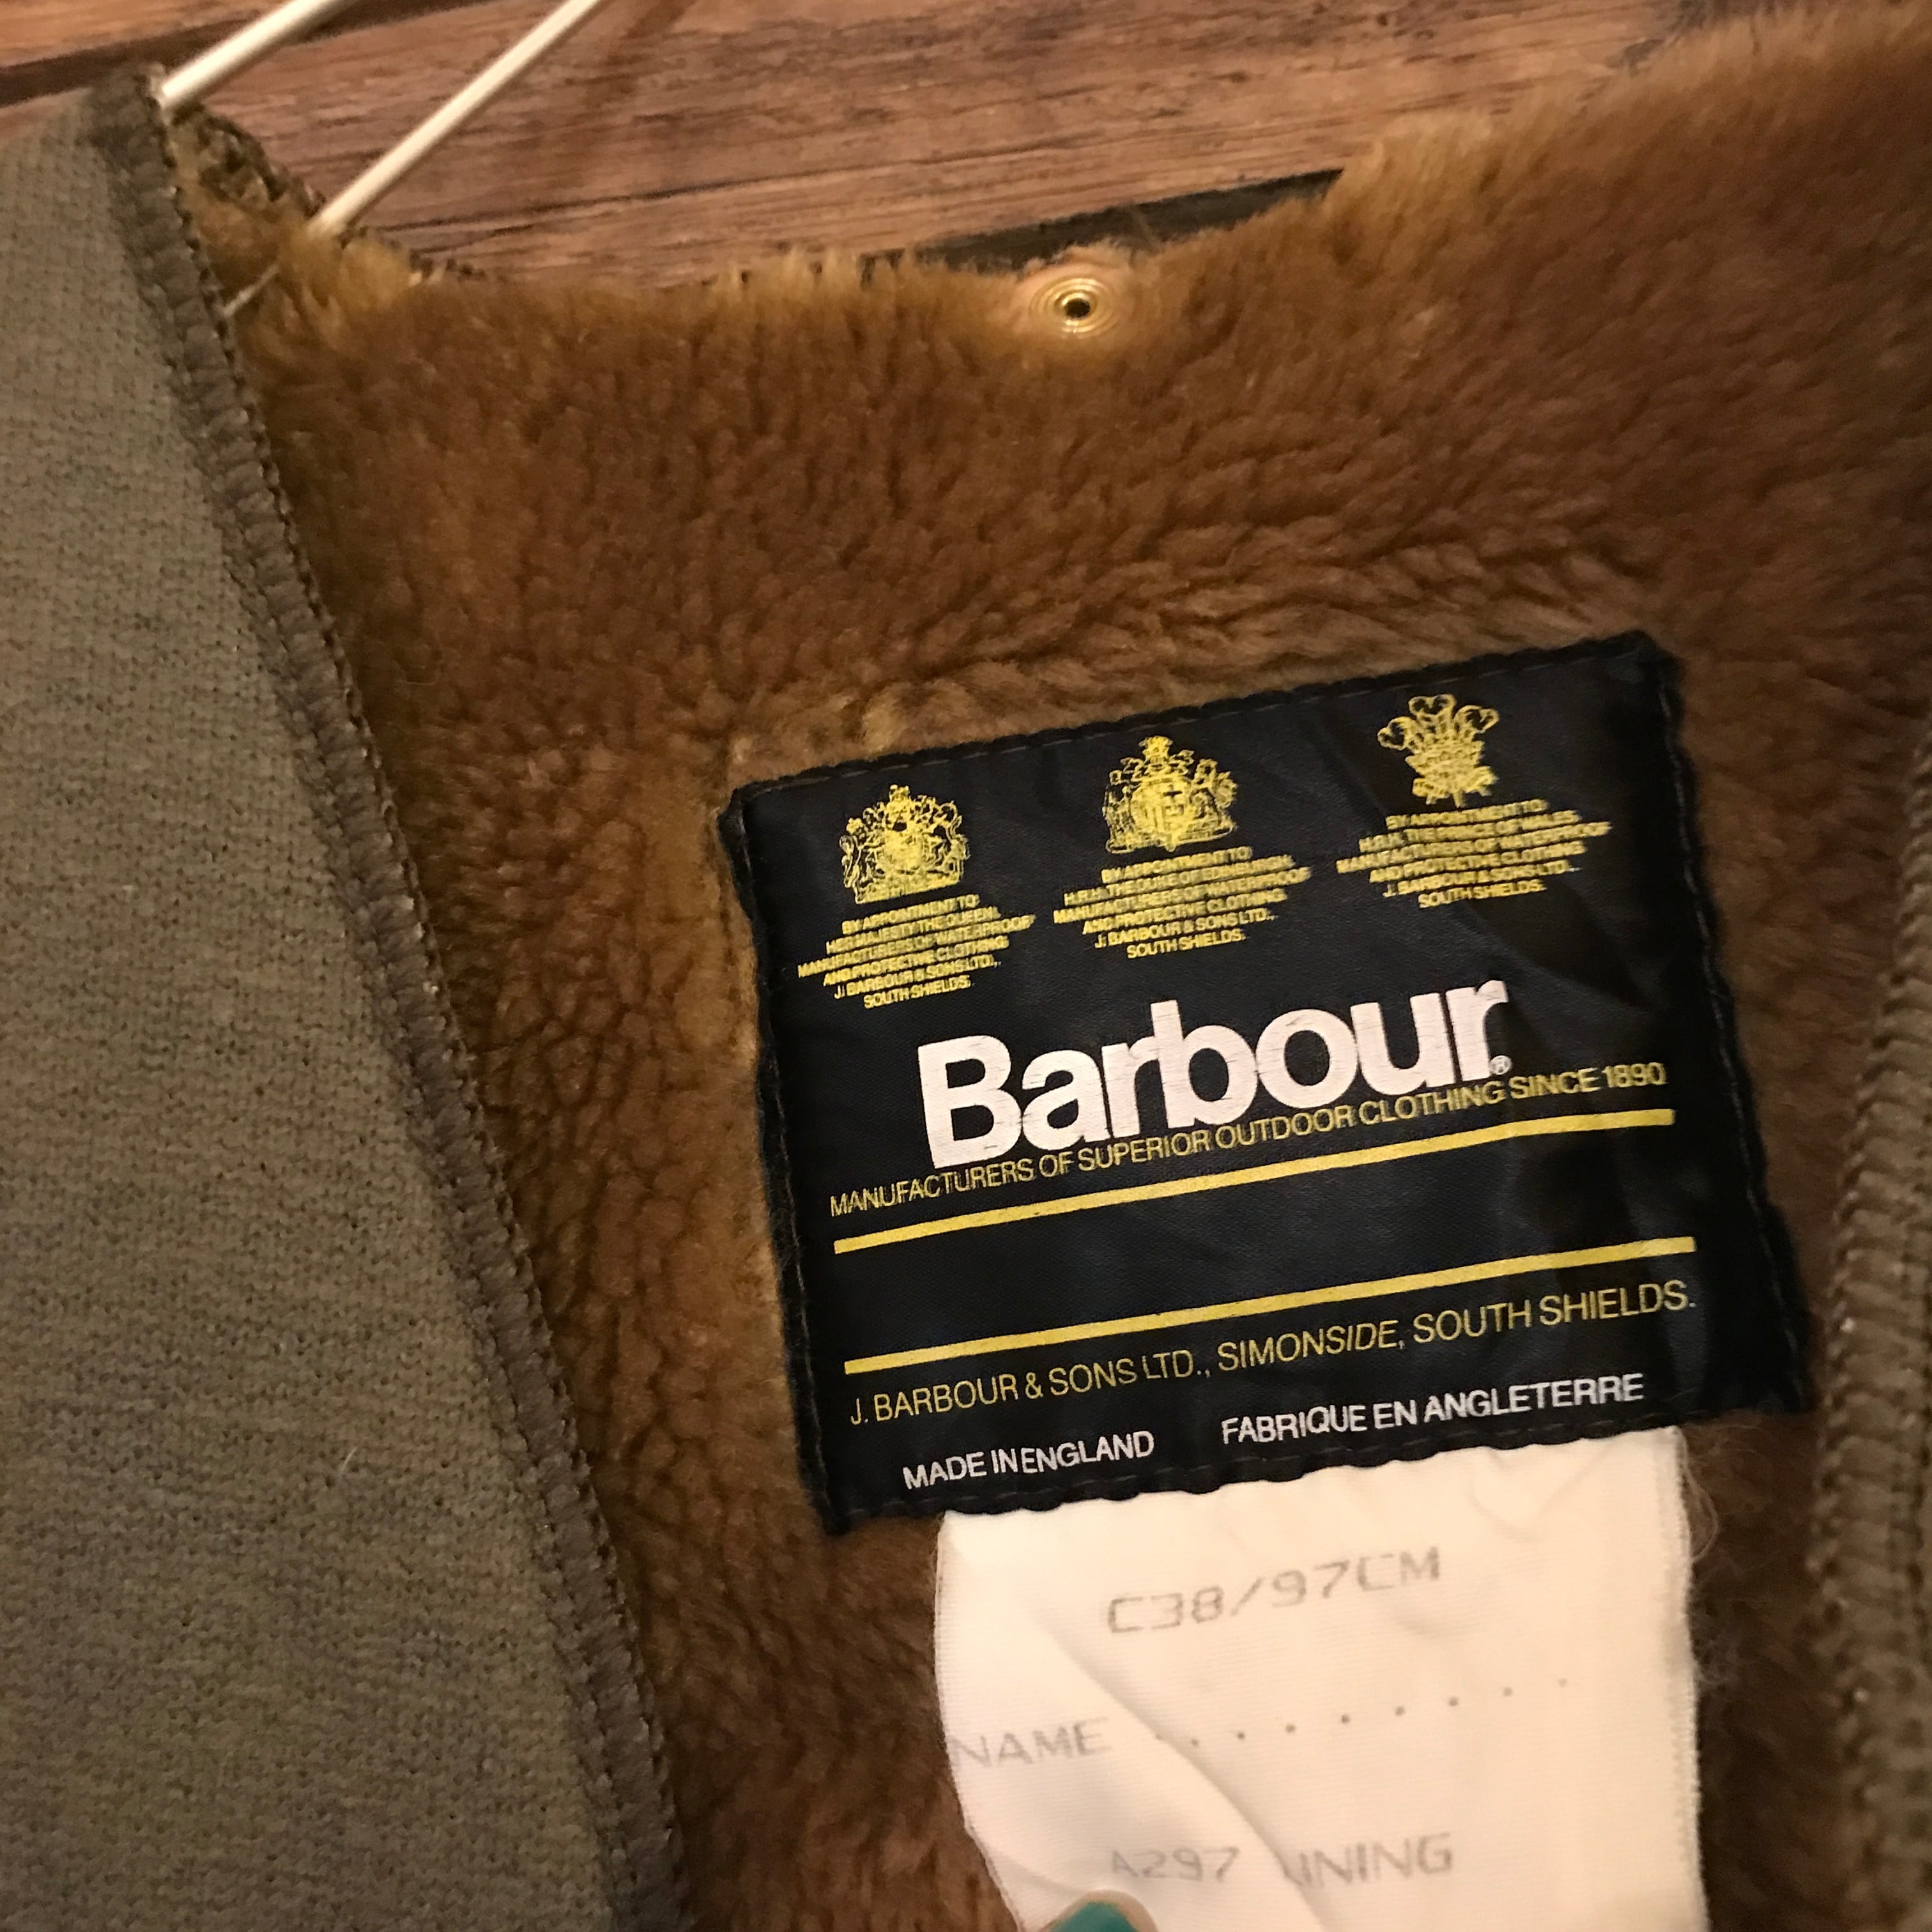 BY APPOINTMENT TO
HER MAJESTY THE QUEEN.
MANUFACTURERS OF WATERPROOF
AND PROTECTIVE CLOTHING
J. BARBOUR & SONS LTD.,
SOUTH SHIELDS.
BY APPOINTMENT TO
H.R.H. THE DUKE OF EDINBURGH.
MANUFACTURERS OF WATERPROOF
AND PROTECTIVE CLOTHING.
J. BARBOUR & SONS LTD.,
SOUTH SHIELDS.
BY APPOINTMENT TO
H.R.H. THE PRINCE OF WALES.
MANUFACTURERS OF WATERPROOF
AND PROTECTIVE CLOTHING
J. BARBOUR & SONS LTD.,
SOUTH SHIELDS.
Barbour®
MANUFACTURERS OF SUPERIOR OUTDOOR CLOTHING SINCE 1890
J. BARBOUR & SONS LTD., SIMONSIDE, SOUTH SHIELDS.
MADE IN ENGLAND FABRIQUE EN ANGLETERRE
C38/97CM
NAME . . . . . . . . .
A297 LINING